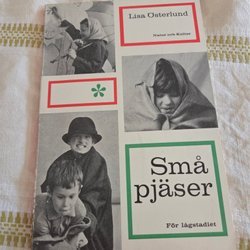 Lisa Österlund
Natur och Kultur
Små
pjäser
För lågstadiet